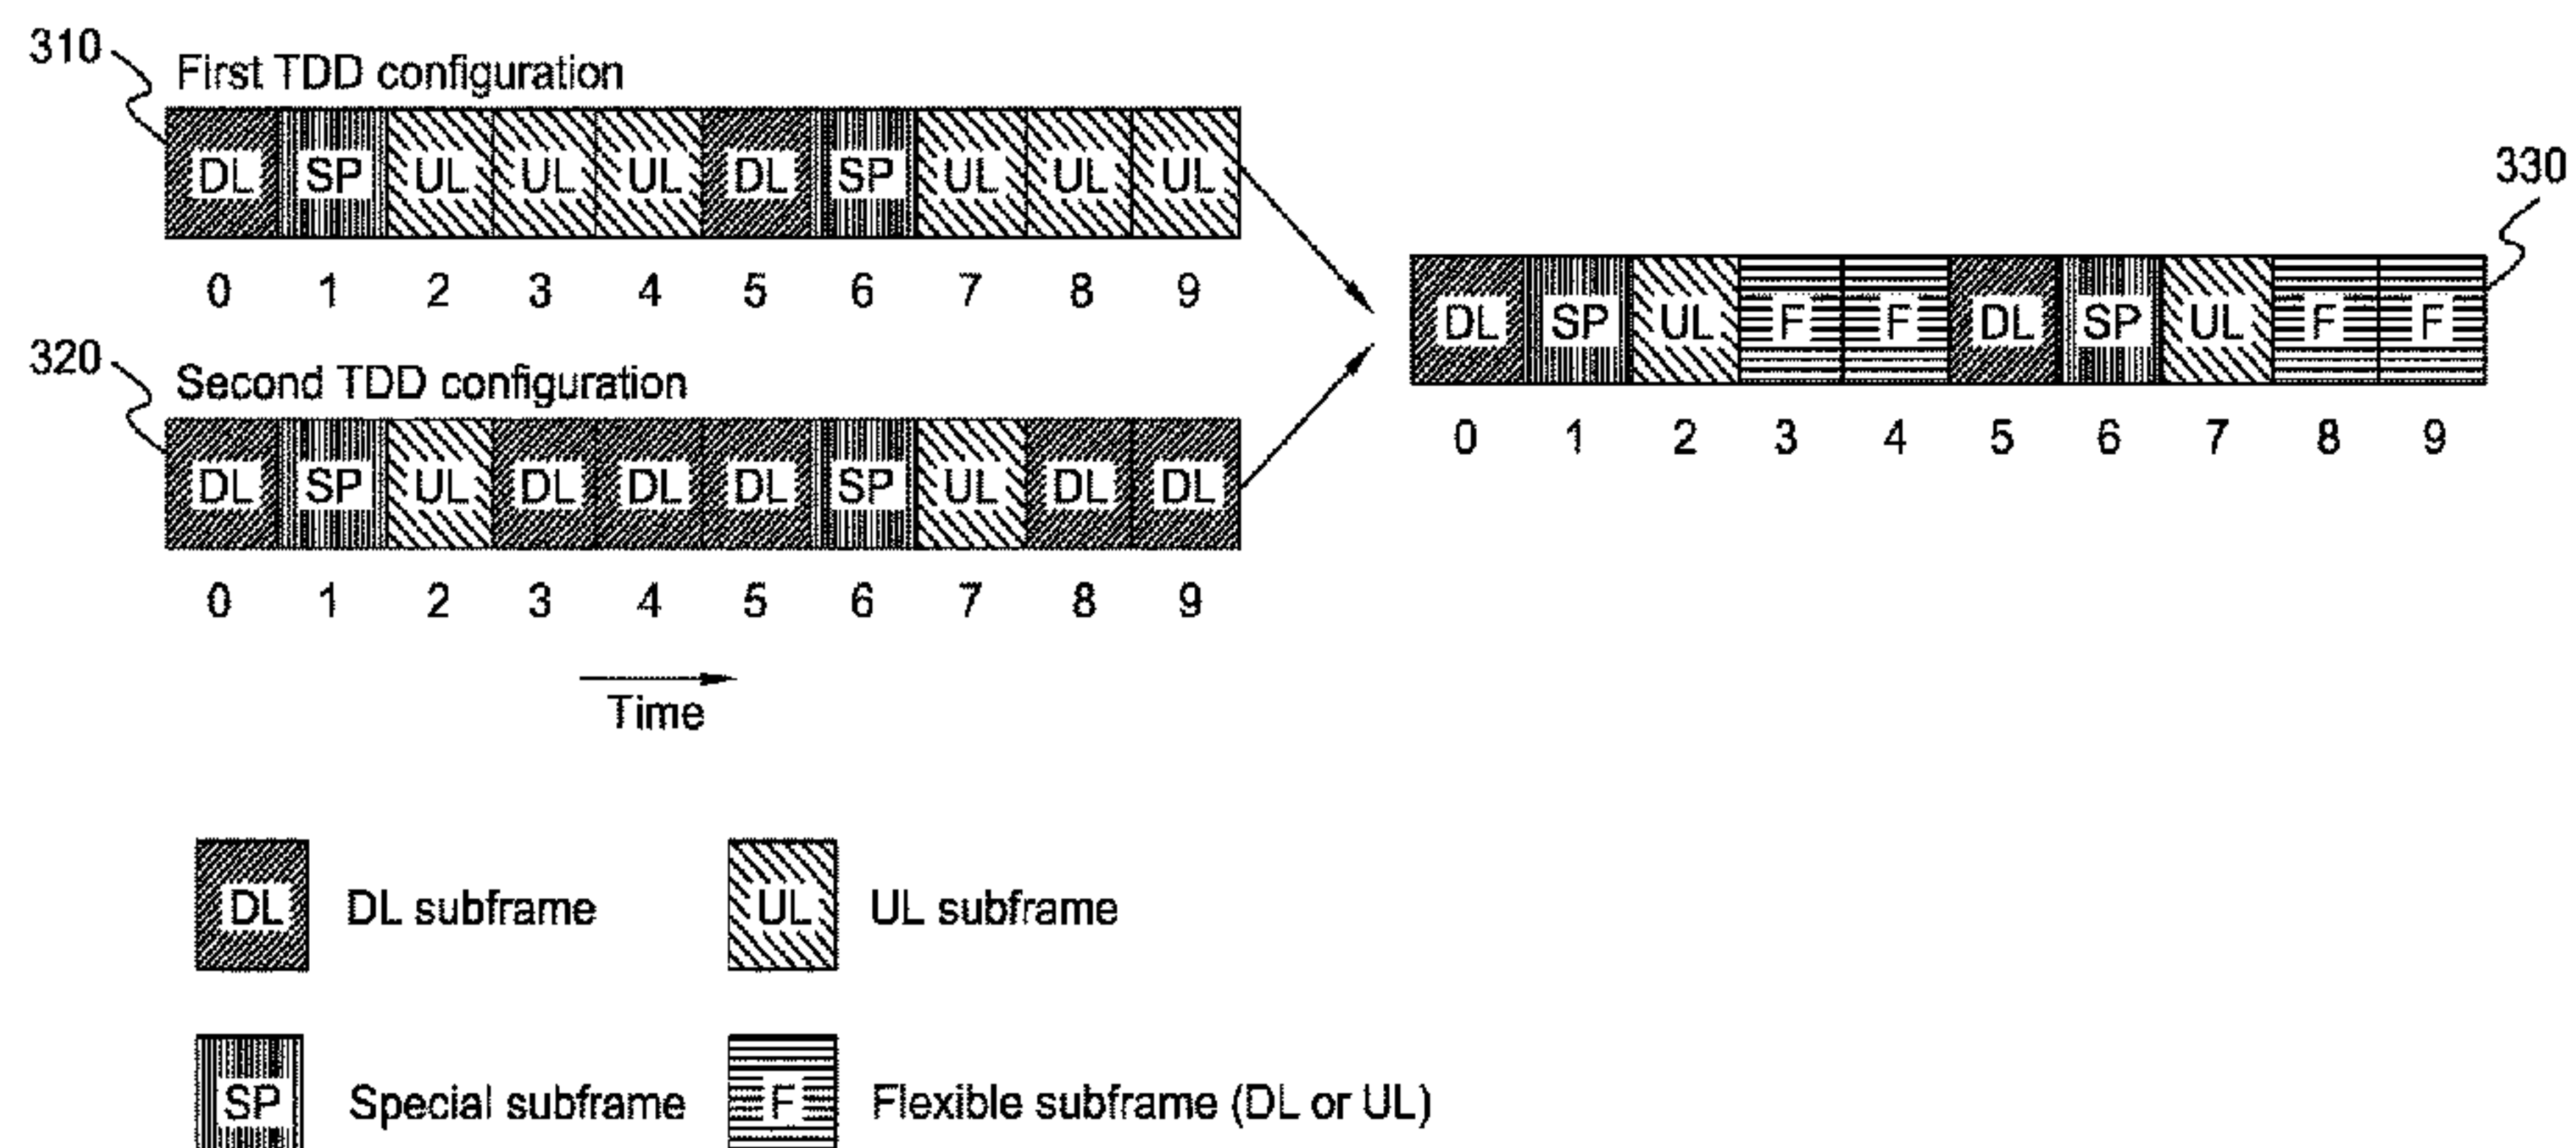 310
First TDD configuration
DL SP UL UL UL DL SP UL UL UL
0 1 2 3 4 5 6 7 8 9
320
Second TDD configuration
DL SP UL DL DL DL SP UL DL DL
0 1 2 3 4 5 6 7 8 9
330
DL SP UL F F DL SP UL F F
0 1 2 3 4 5 6 7 8 9
Time
DL DL subframe
UL UL subframe
SP Special subframe
F Flexible subframe (DL or UL)